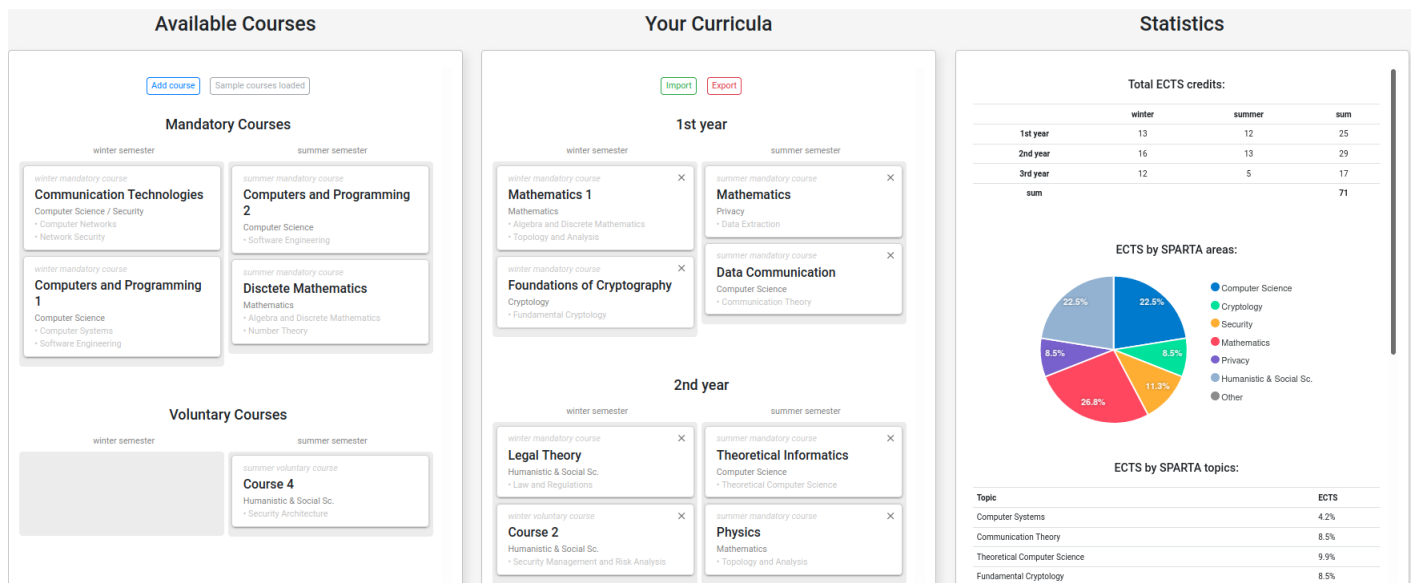 Available Courses
Add course
Sample courses loaded
Mandatory Courses
winter semester
summer semester
winter mandatory course
Communication Technologies
Computer Science / Security
• Computer Networks
• Network Security
winter mandatory course
Computers and Programming
1
Computer Science
• Computer Systems
• Software Engineering
summer mandatory course
Computers and Programming
2
Computer Science
• Software Engineering
summer mandatory course
Disctete Mathematics
Mathematics
• Algebra and Discrete Mathematics
• Number Theory
Voluntary Courses
winter semester
summer semester
summer voluntary course
Course 4
Humanistic & Social Sc.
• Security Architecture
Your Curricula
Import
Export
1st year
winter semester
summer semester
winter mandatory course
Mathematics 1
Mathematics
• Algebra and Discrete Mathematics
• Topology and Analysis
winter mandatory course
Foundations of Cryptography
Cryptology
• Fundamental Cryptology
summer mandatory course
Mathematics
Privacy
• Data Extraction
summer mandatory course
Data Communication
Computer Science
• Communication Theory
2nd year
winter semester
summer semester
winter mandatory course
Legal Theory
Humanistic & Social Sc.
• Law and Regulations
winter voluntary course
Course 2
Humanistic & Social Sc.
• Security Management and Risk Analysis
summer mandatory course
Theoretical Informatics
Computer Science
• Theoretical Computer Science
summer mandatory course
Physics
Mathematics
• Topology and Analysis
Statistics
Total ECTS credits:
winter summer sum
1st year 13 12 25
2nd year 16 13 29
3rd year 12 5 17
sum 71
ECTS by SPARTA areas:
22.5%
22.5%
8.5%
8.5%
11.3%
26.8%
Computer Science
Cryptology
Security
Mathematics
Privacy
Humanistic & Social Sc.
Other
ECTS by SPARTA topics:
Topic ECTS
Computer Systems 4.2%
Communication Theory 8.5%
Theoretical Computer Science 9.9%
Fundamental Cryptology 8.5%